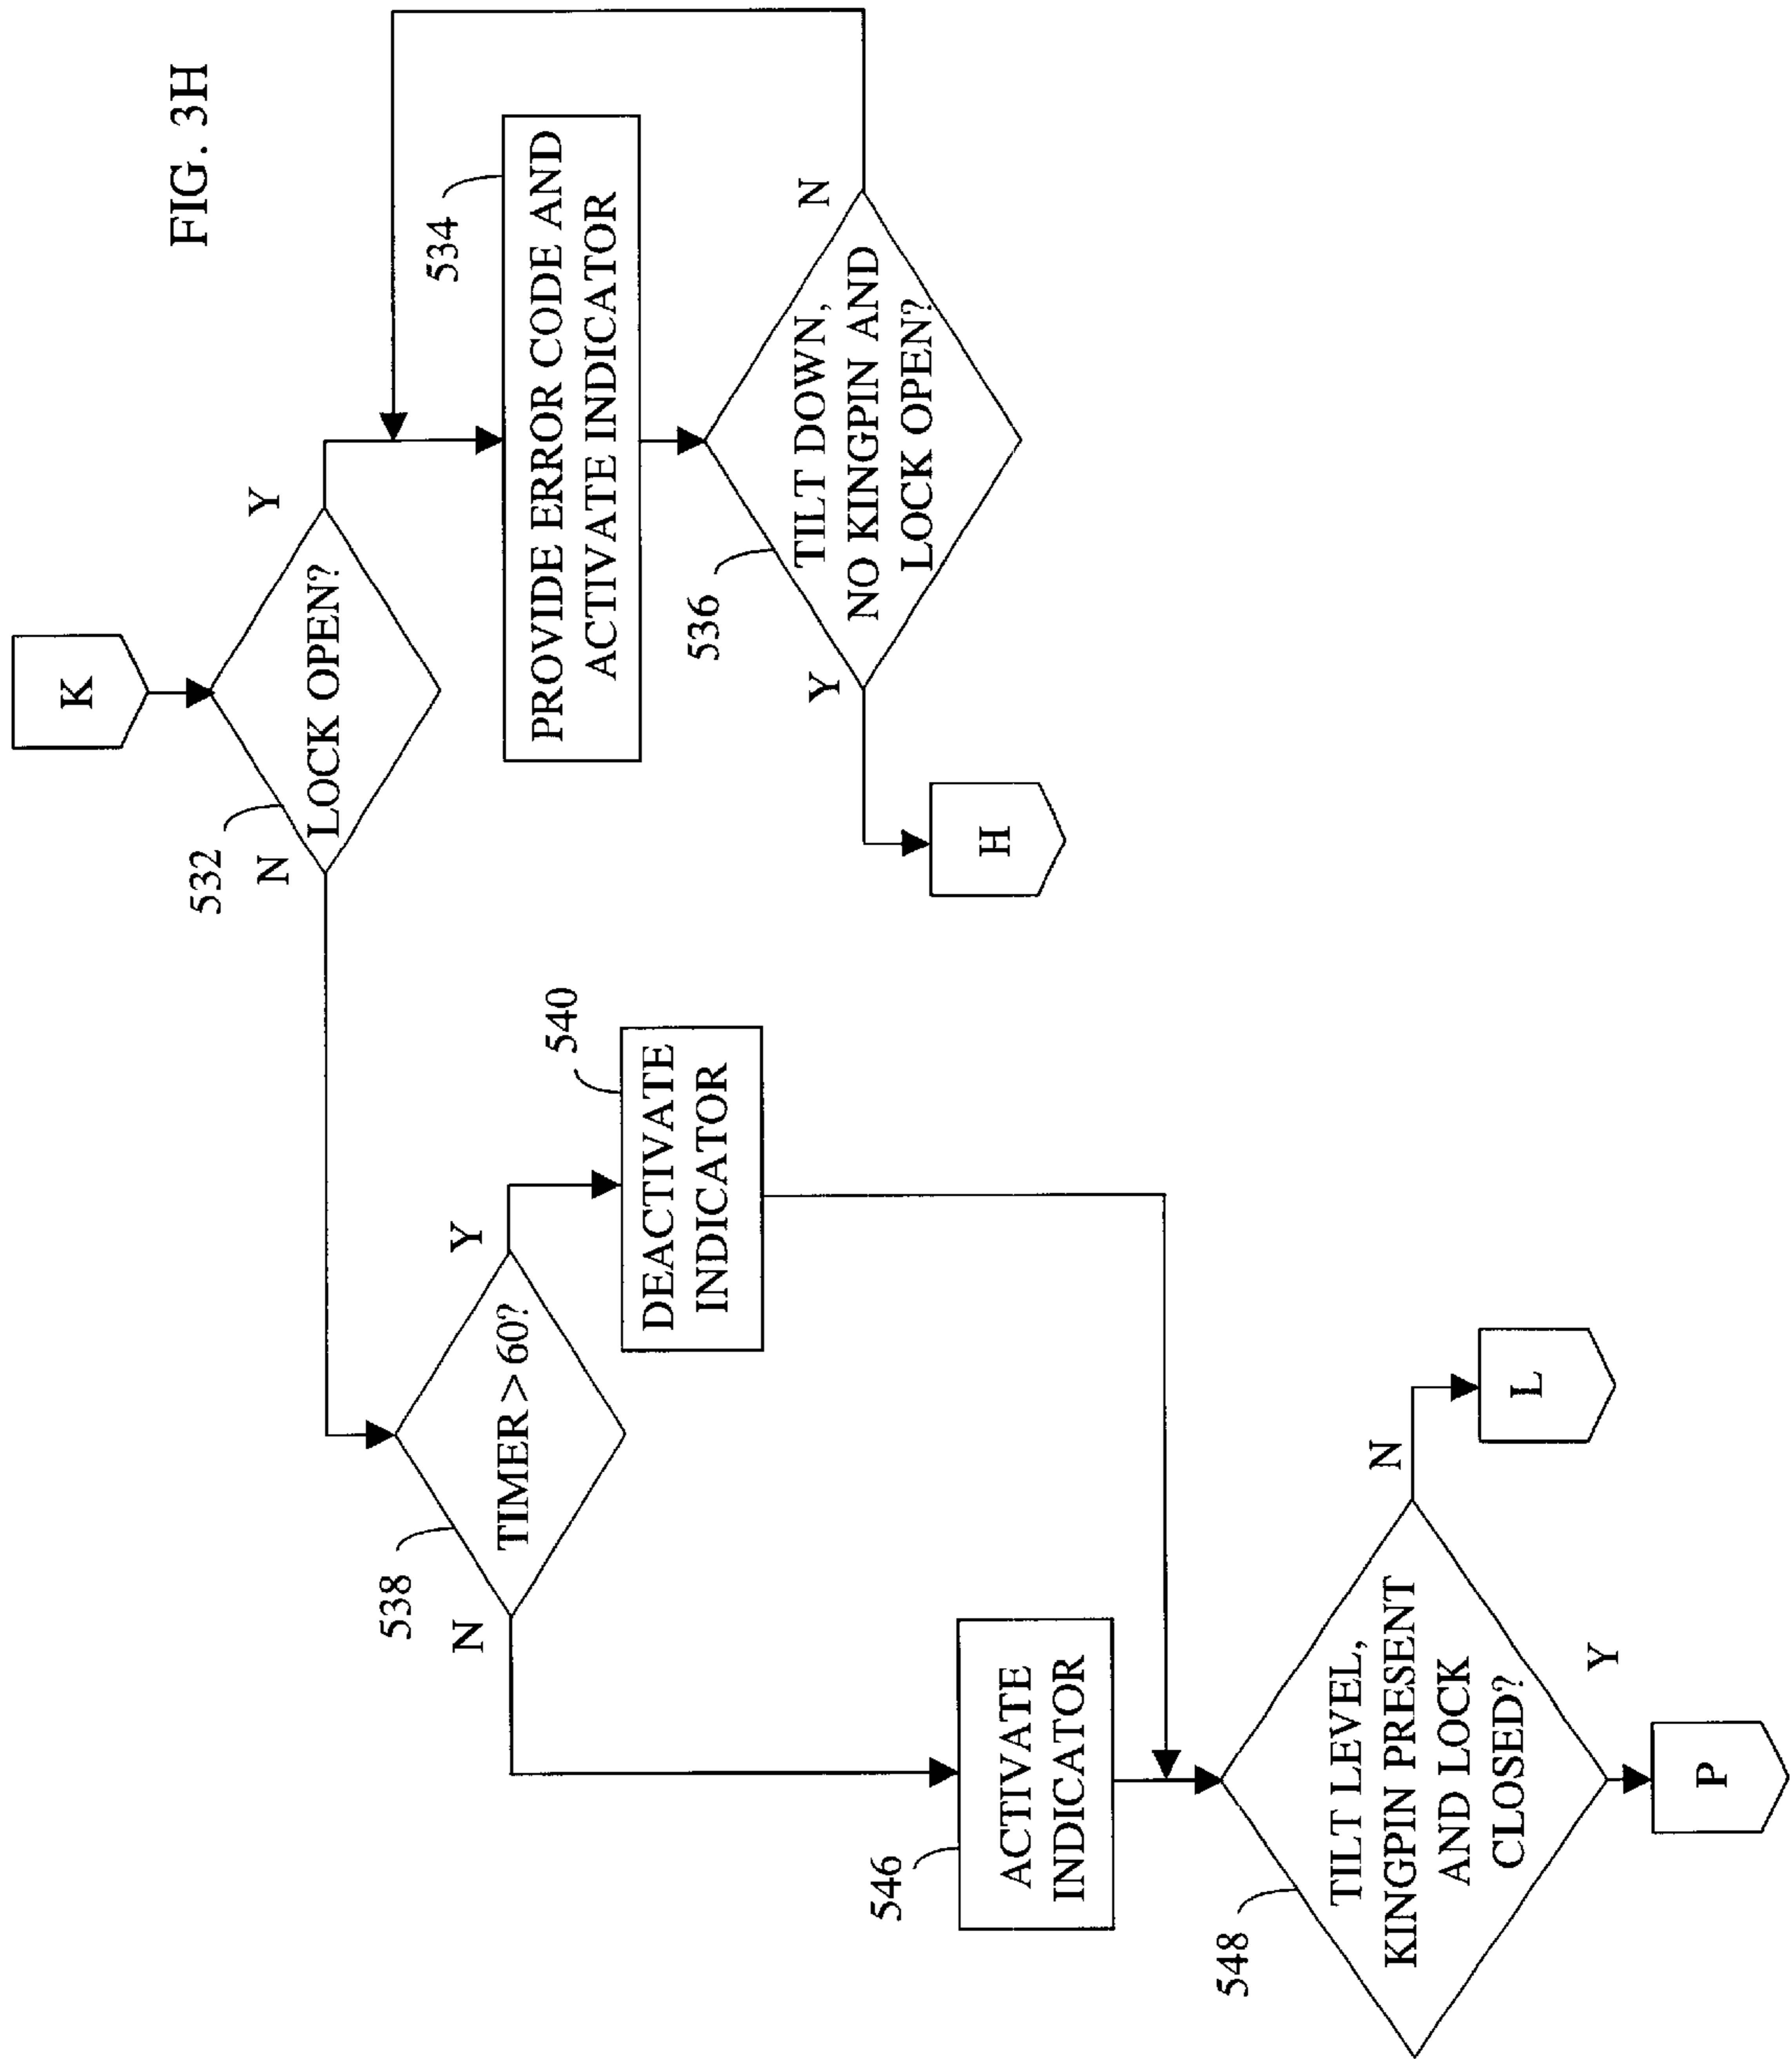 FIG. 3H
K
532
LOCK OPEN?
N
Y
534
PROVIDE ERROR CODE AND
ACTIVATE INDICATOR
536
TILT DOWN,
NO KINGPIN AND
LOCK OPEN?
Y
N
H
538
TIMER > 60?
N
Y
540
DEACTIVATE
INDICATOR
546
ACTIVATE
INDICATOR
548
TILT LEVEL,
KINGPIN PRESENT
AND LOCK
CLOSED?
N
L
Y
P